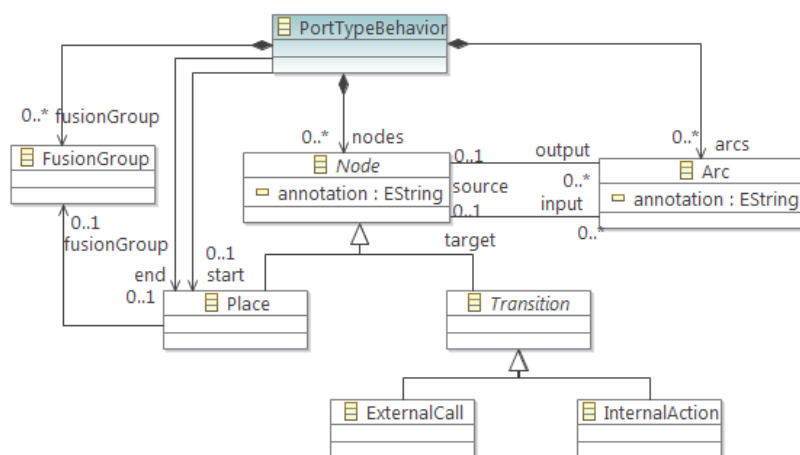 PortTypeBehavior
0..* fusionGroup
0..* nodes
0..* arcs
FusionGroup
Node
annotation : EString
0..1 output
source 0..*
0..1 input
target 0..*
Arc
annotation : EString
0..1
fusionGroup
end
0..1
0..1
start
Place
Transition
ExternalCall
InternalAction